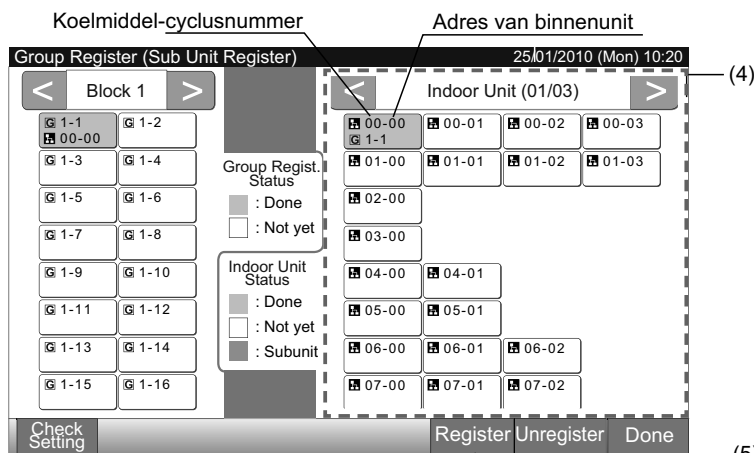 Koelmiddel-cyclusnummer
Adres van binnenunit
Group Register (Sub Unit Register)
25/01/2010 (Mon) 10:20
(4)
< Block 1 >
< Indoor Unit (01/03) >
G 1-1
00-00
G 1-2
G 1-3
G 1-4
G 1-5
G 1-6
G 1-7
G 1-8
G 1-9
G 1-10
G 1-11
G 1-12
G 1-13
G 1-14
G 1-15
G 1-16
Group Regist.
Status
: Done
: Not yet
Indoor Unit
Status
: Done
: Not yet
: Subunit
00-00
G 1-1
00-01
00-02
00-03
01-00
01-01
01-02
01-03
02-00
03-00
04-00
04-01
05-00
05-01
06-00
06-01
06-02
07-00
07-01
07-02
Check
Setting
Register
Unregister
Done
(5)